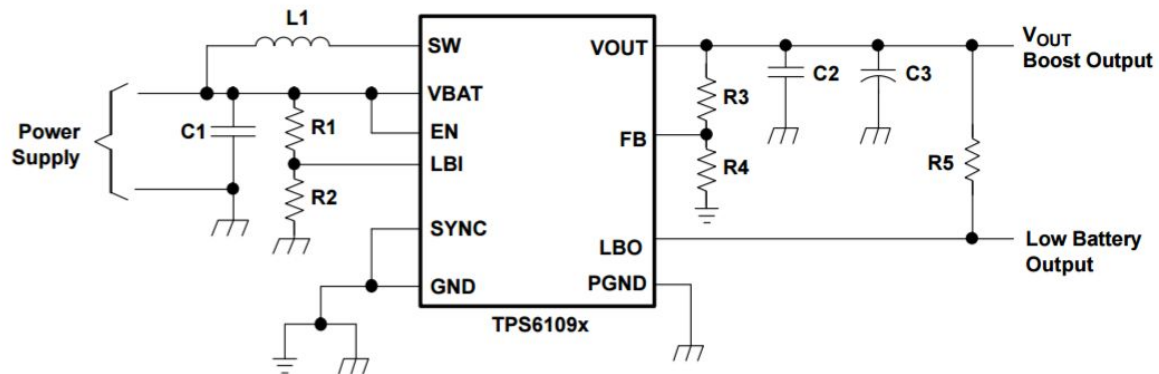 L1
SW
VOUT
VOUT
Boost Output
C2
C3
R3
VBAT
Power
Supply
C1
R1
EN
FB
LBI
R4
R5
R2
SYNC
LBO
Low Battery
Output
GND
PGND
TPS6109x